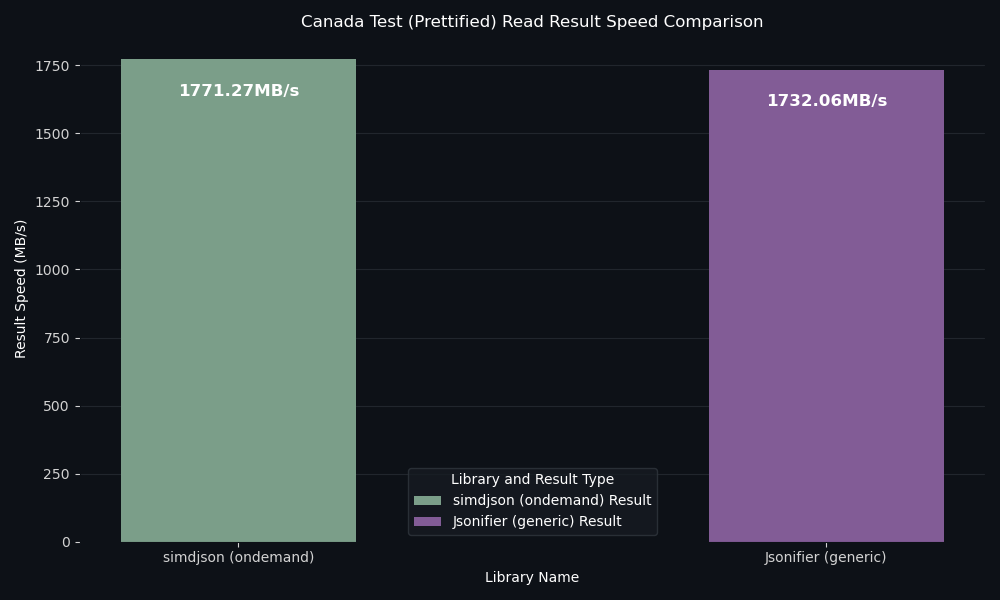 Canada Test (Prettified) Read Result Speed Comparison
1750
1771.27MB/s
1732.06MB/s
1500
1250
1000
750
500
250
0
Result Speed (MB/s)
Library and Result Type
simdjson (ondemand) Result
Jsonifier (generic) Result
simdjson (ondemand)
Jsonifier (generic)
Library Name